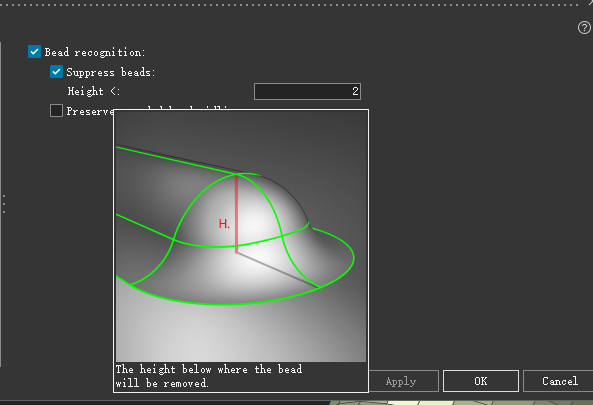 ?
Bead recognition:
Suppress beads:
Height <:
2
Preserve
H.
The height below where the bead
will be removed.
Apply
OK
Cancel